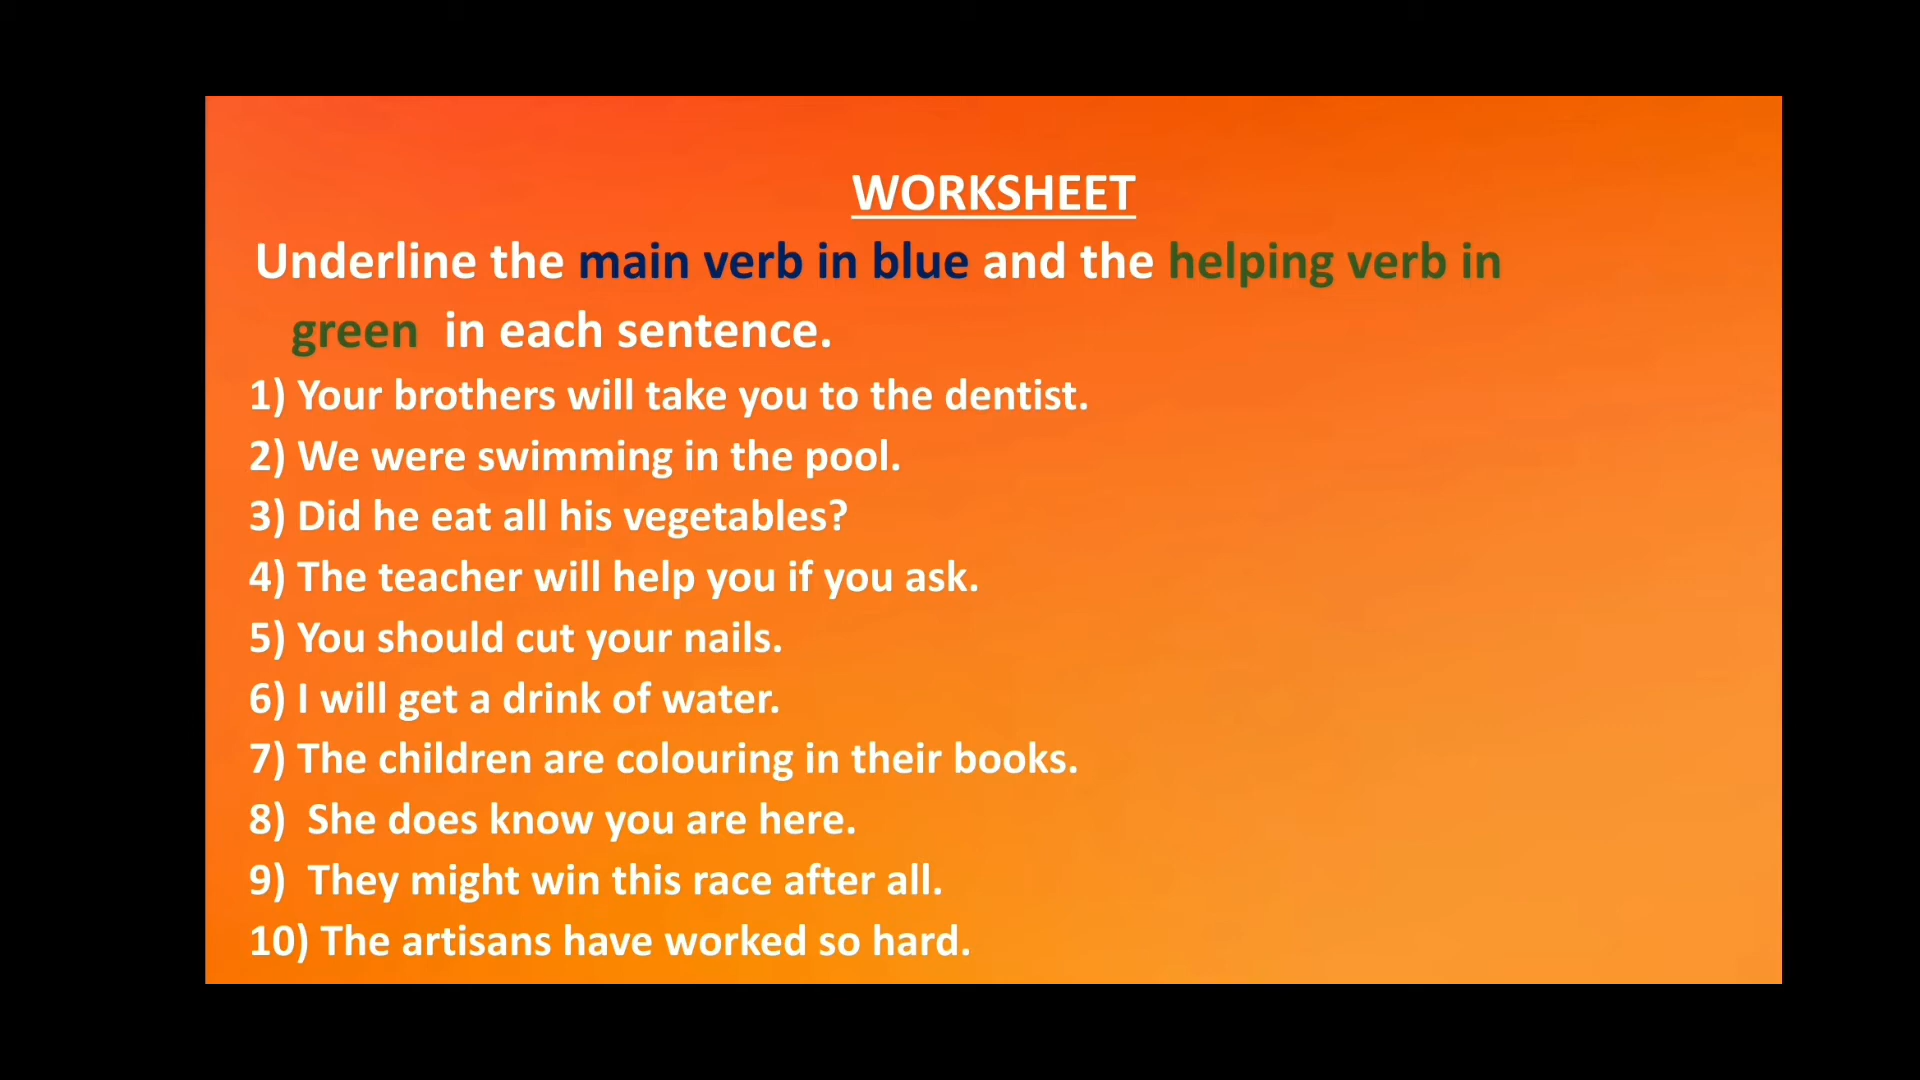 WORKSHEET
Underline the main verb in blue and the helping verb in
green in each sentence.
1) Your brothers will take you to the dentist.
2) We were swimming in the pool.
3) Did he eat all his vegetables?
4) The teacher will help you if you ask.
5) You should cut your nails.
6) I will get a drink of water.
7) The children are colouring in their books.
8) She does know you are here.
9) They might win this race after all.
10) The artisans have worked so hard.